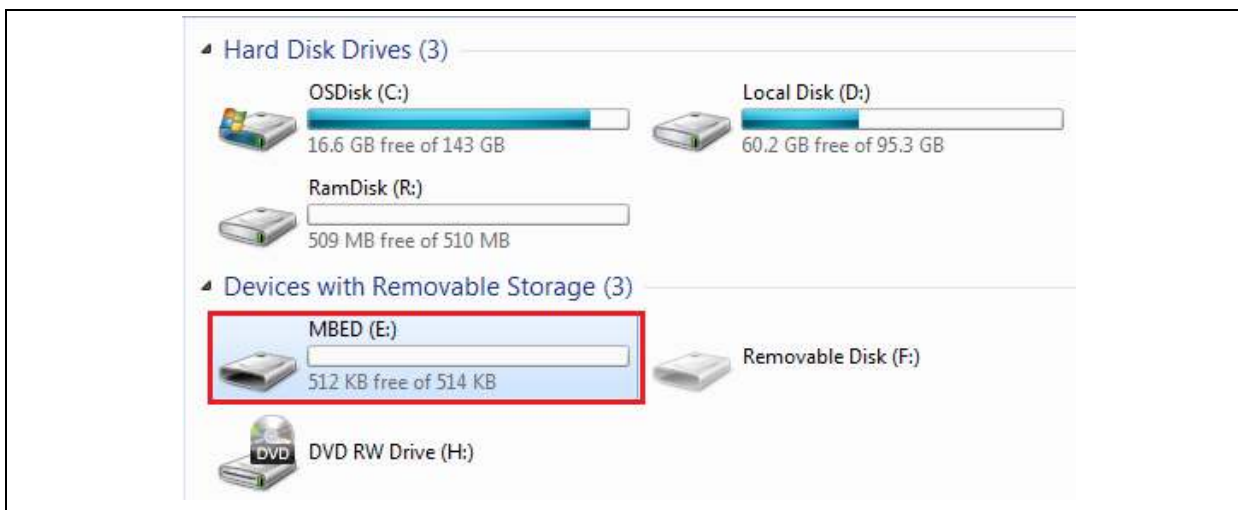 Hard Disk Drives (3)
OSDisk (C:)
16.6 GB free of 143 GB
Local Disk (D:)
60.2 GB free of 95.3 GB
RamDisk (R:)
509 MB free of 510 MB
Devices with Removable Storage (3)
MBED (E:)
512 KB free of 514 KB
Removable Disk (F:)
DVD
DVD RW Drive (H:)